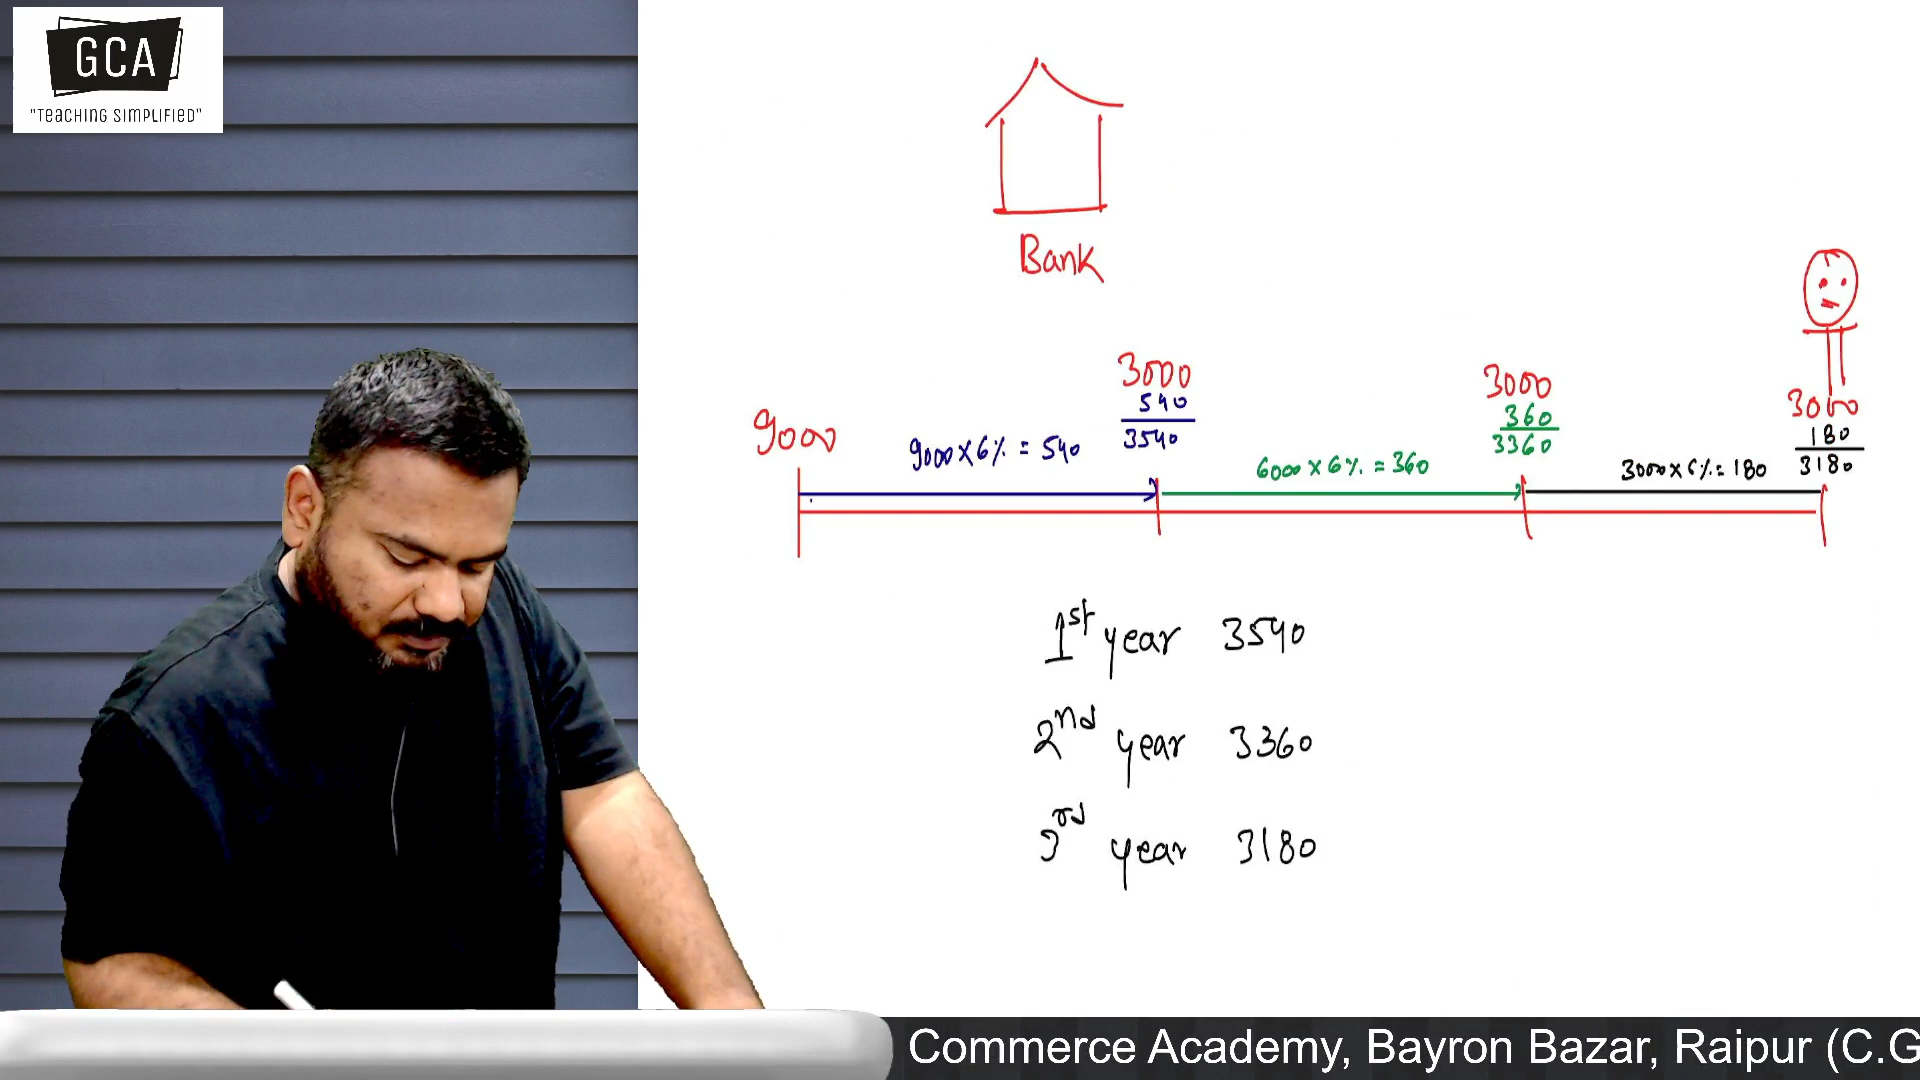 GCA
"Teaching Simplified"
Bank
9000
9000 × 6% = 540
3000
540
3540
6000 × 6% = 360
3000
360
3360
3000 × 6% = 180
3000
180
3180
1st year 3540
2nd year 3360
3rd year 3180
Commerce Academy, Bayron Bazar, Raipur (C.G